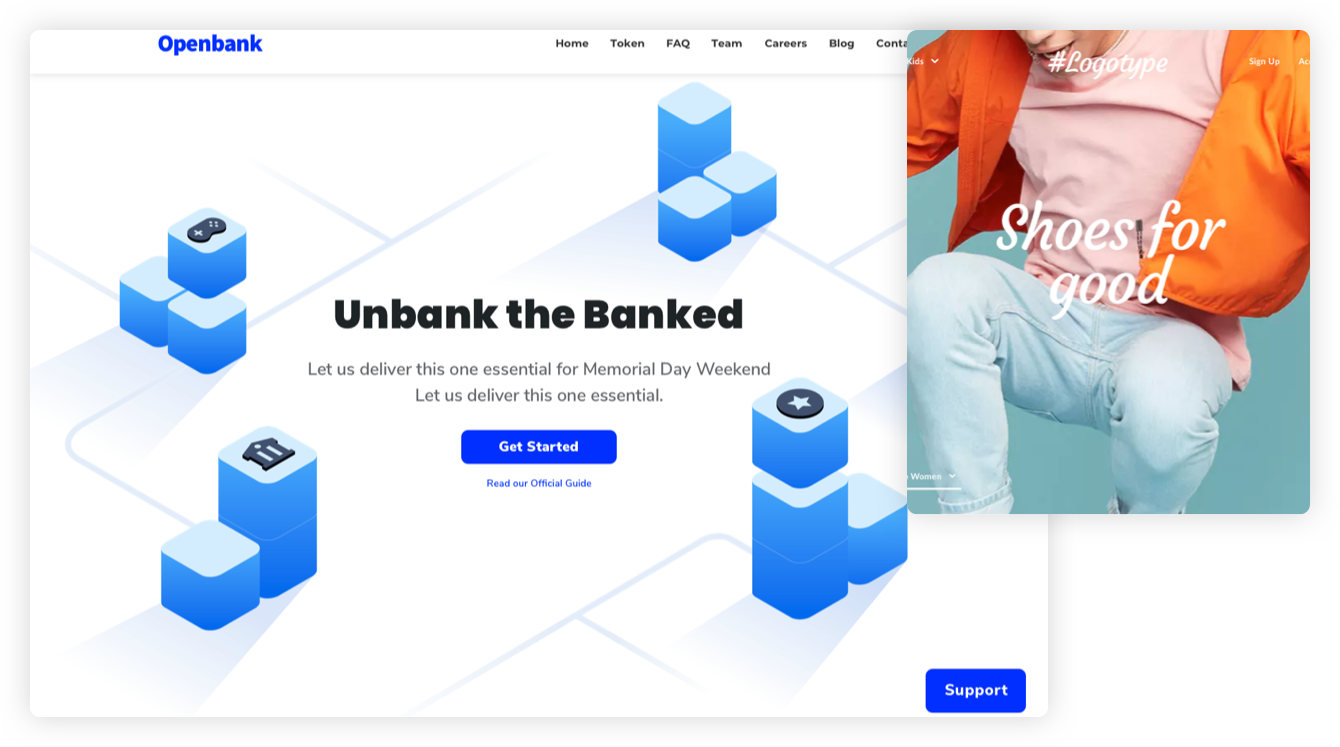 Openbank
Home Token FAQ Team Careers Blog
Kids
#Logotype
Sign Up
Shoes for
good
Unbank the Banked
Let us deliver this one essential for Memorial Day Weekend
Let us deliver this one essential.
Get Started
Read our Official Guide
Women
Support